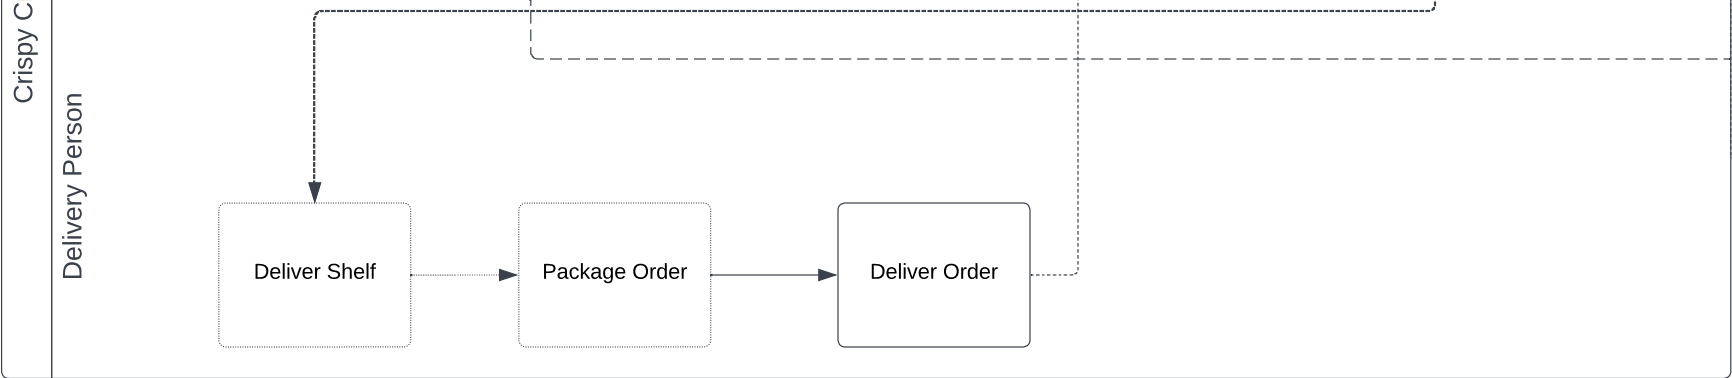 Crispy C
Delivery Person
Deliver Shelf
Package Order
Deliver Order